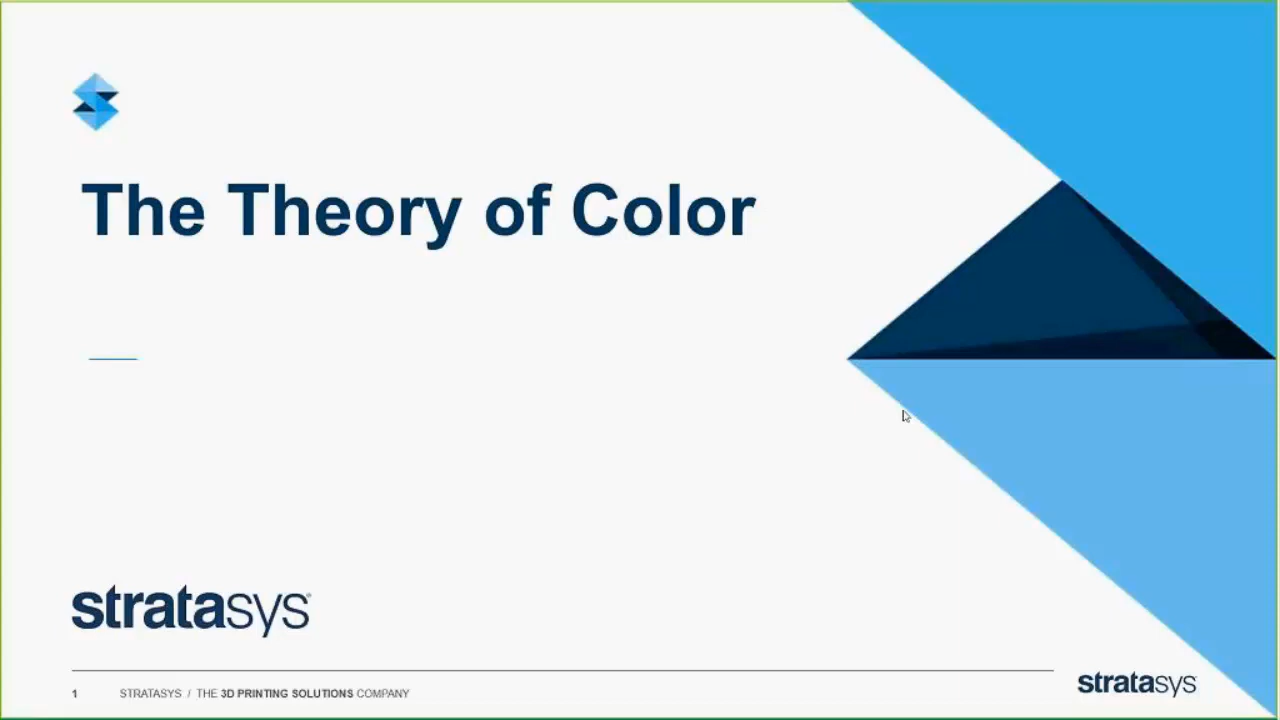 The Theory of Color
stratasys
1 STRATASYS / THE 3D PRINTING SOLUTIONS COMPANY
stratasys